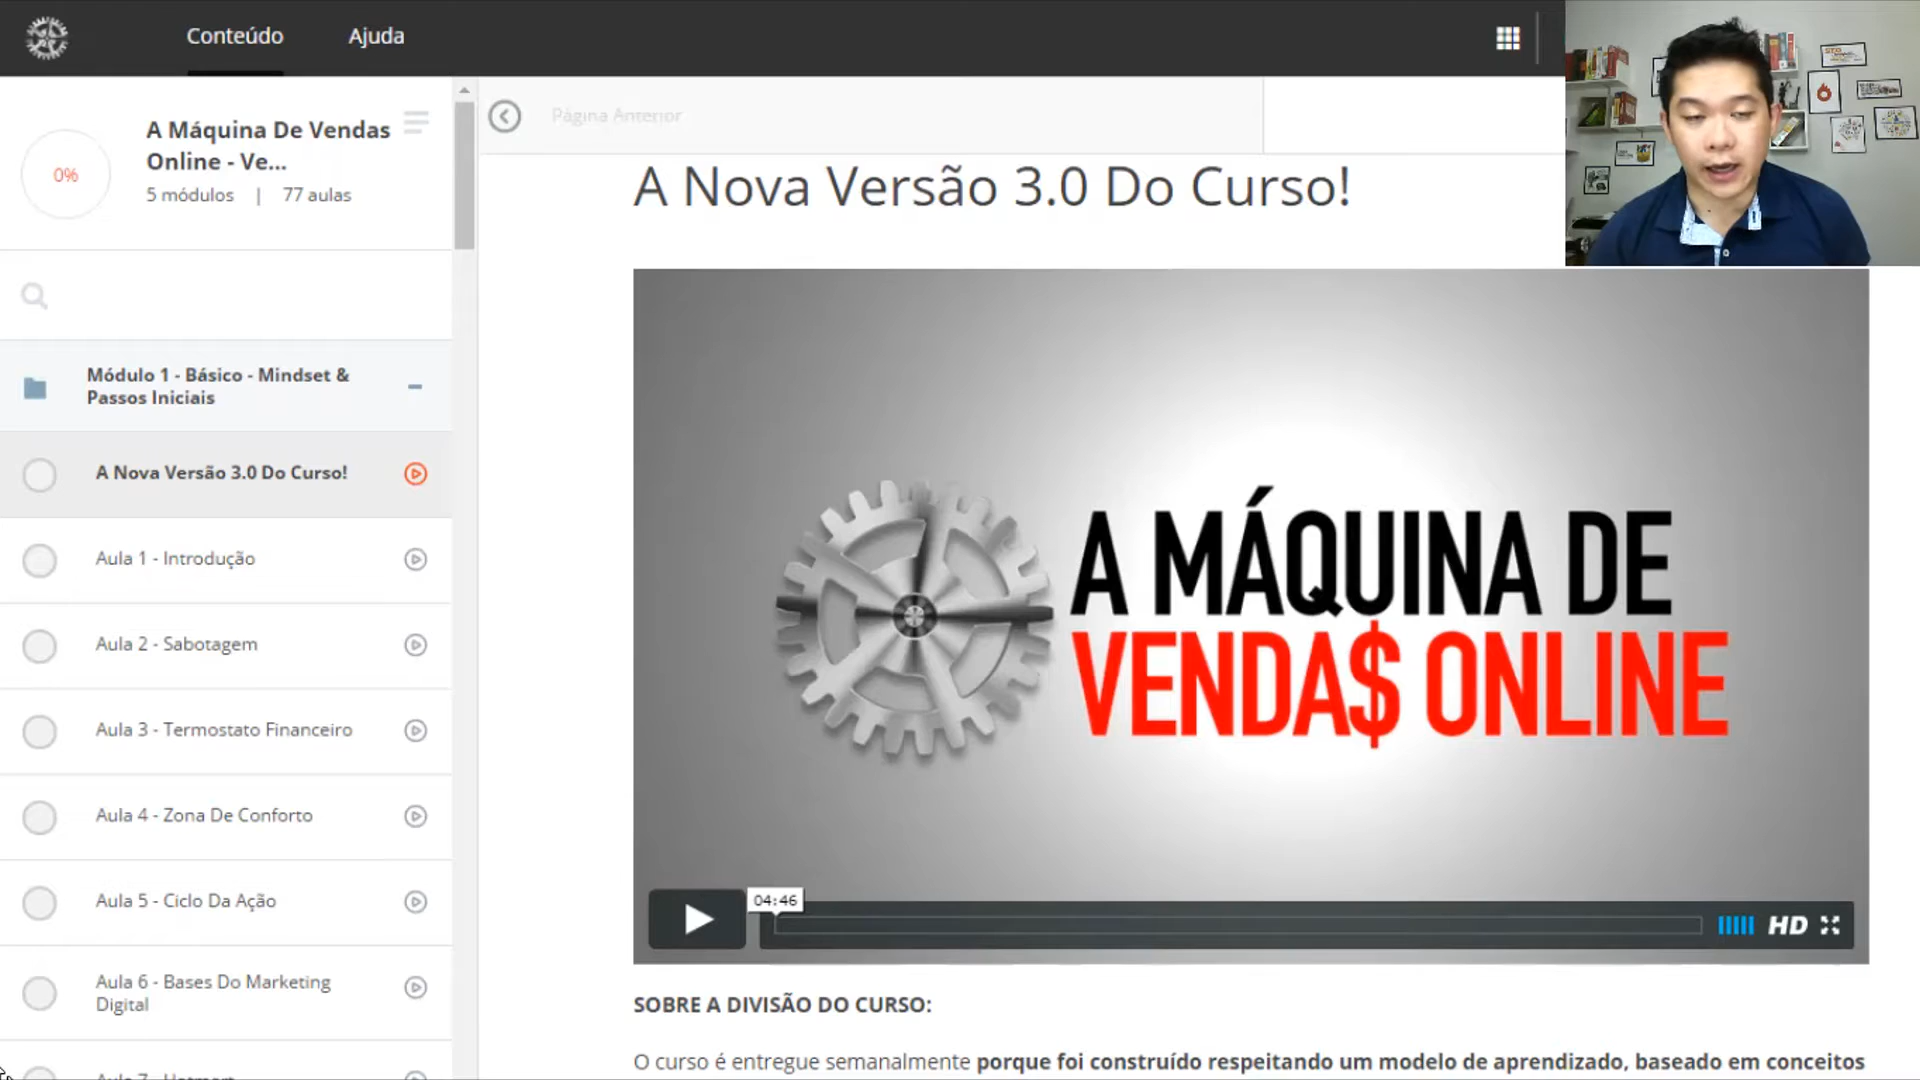 Conteúdo
Ajuda
0%
A Máquina De Vendas
Online - Ve...
5 módulos | 77 aulas
Módulo 1 - Básico - Mindset &
Passos Iniciais
A Nova Versão 3.0 Do Curso!
Aula 1 - Introdução
Aula 2 - Sabotagem
Aula 3 - Termostato Financeiro
Aula 4 - Zona De Conforto
Aula 5 - Ciclo Da Ação
Aula 6 - Bases Do Marketing
Digital
Página Anterior
A Nova Versão 3.0 Do Curso!
A MÁQUINA DE
VENDA$ ONLINE
04:46
HD
SOBRE A DIVISÃO DO CURSO:
O curso é entregue semanalmente porque foi construído respeitando um modelo de aprendizado, baseado em conceitos